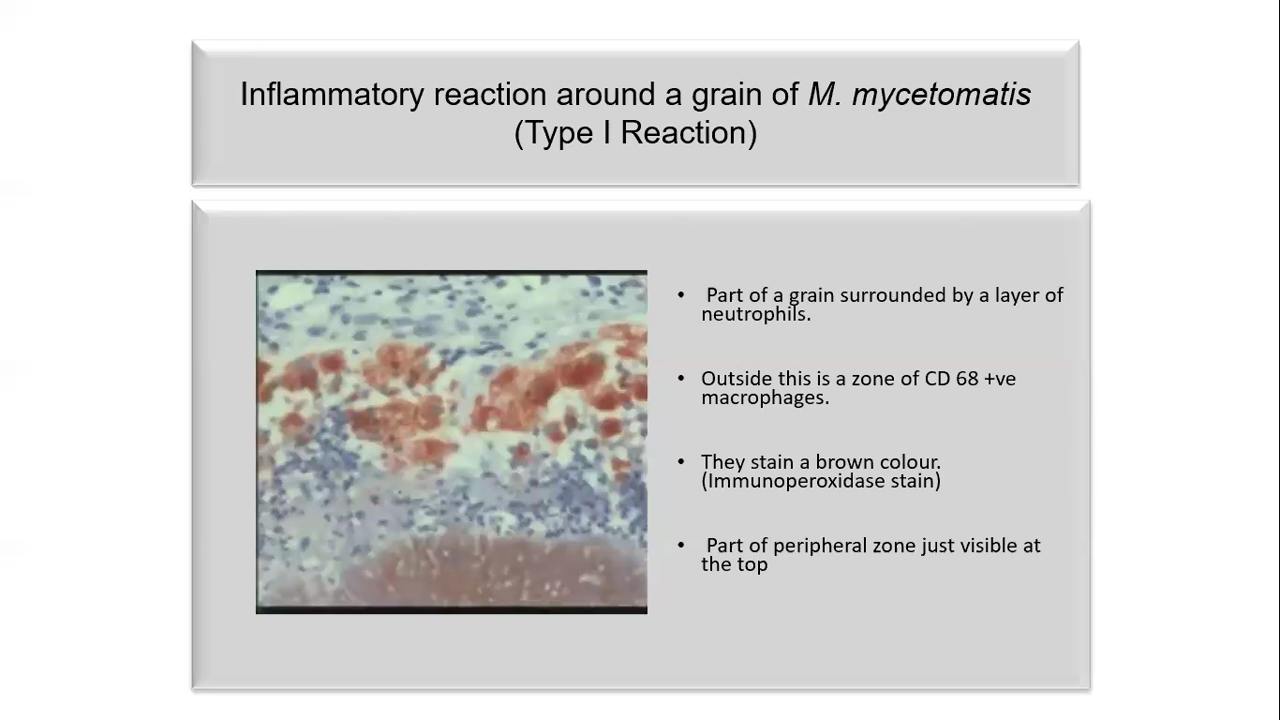 Inflammatory reaction around a grain of M. mycetomatis
(Type I Reaction)
• Part of a grain surrounded by a layer of
neutrophils.
• Outside this is a zone of CD 68 +ve
macrophages.
• They stain a brown colour.
(Immunoperoxidase stain)
• Part of peripheral zone just visible at
the top